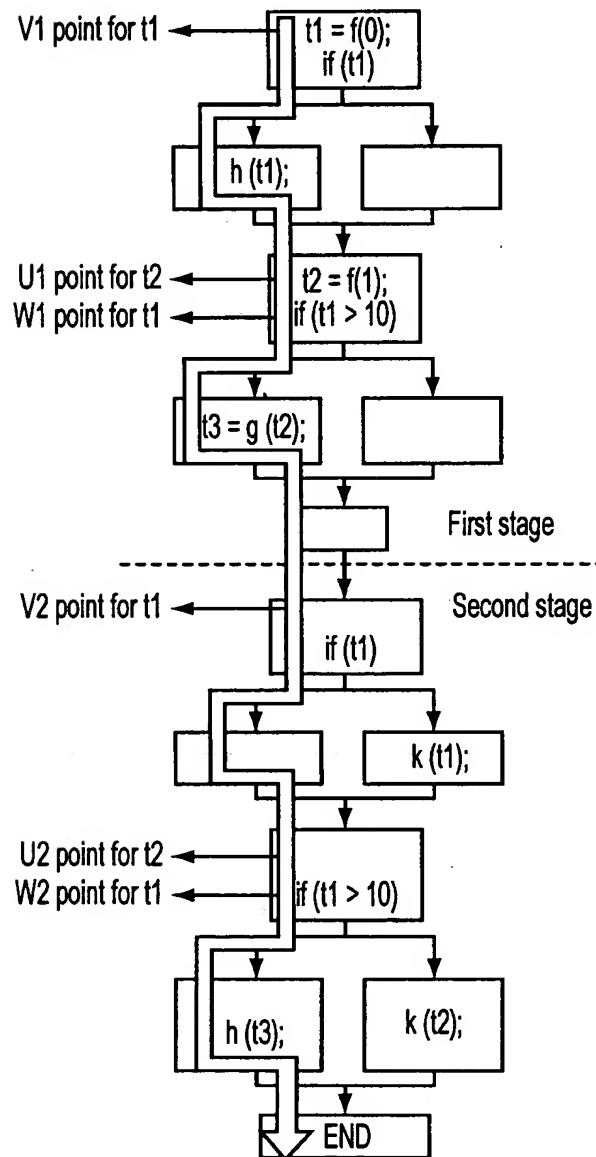 V1 point for t1
t1 = f(0);
if (t1)
h (t1);
U1 point for t2
t2 = f(1);
W1 point for t1
if (t1 > 10)
t3 = g (t2);
First stage
V2 point for t1
Second stage
if (t1)
k (t1);
U2 point for t2
W2 point for t1
if (t1 > 10)
h (t3);
k (t2);
END